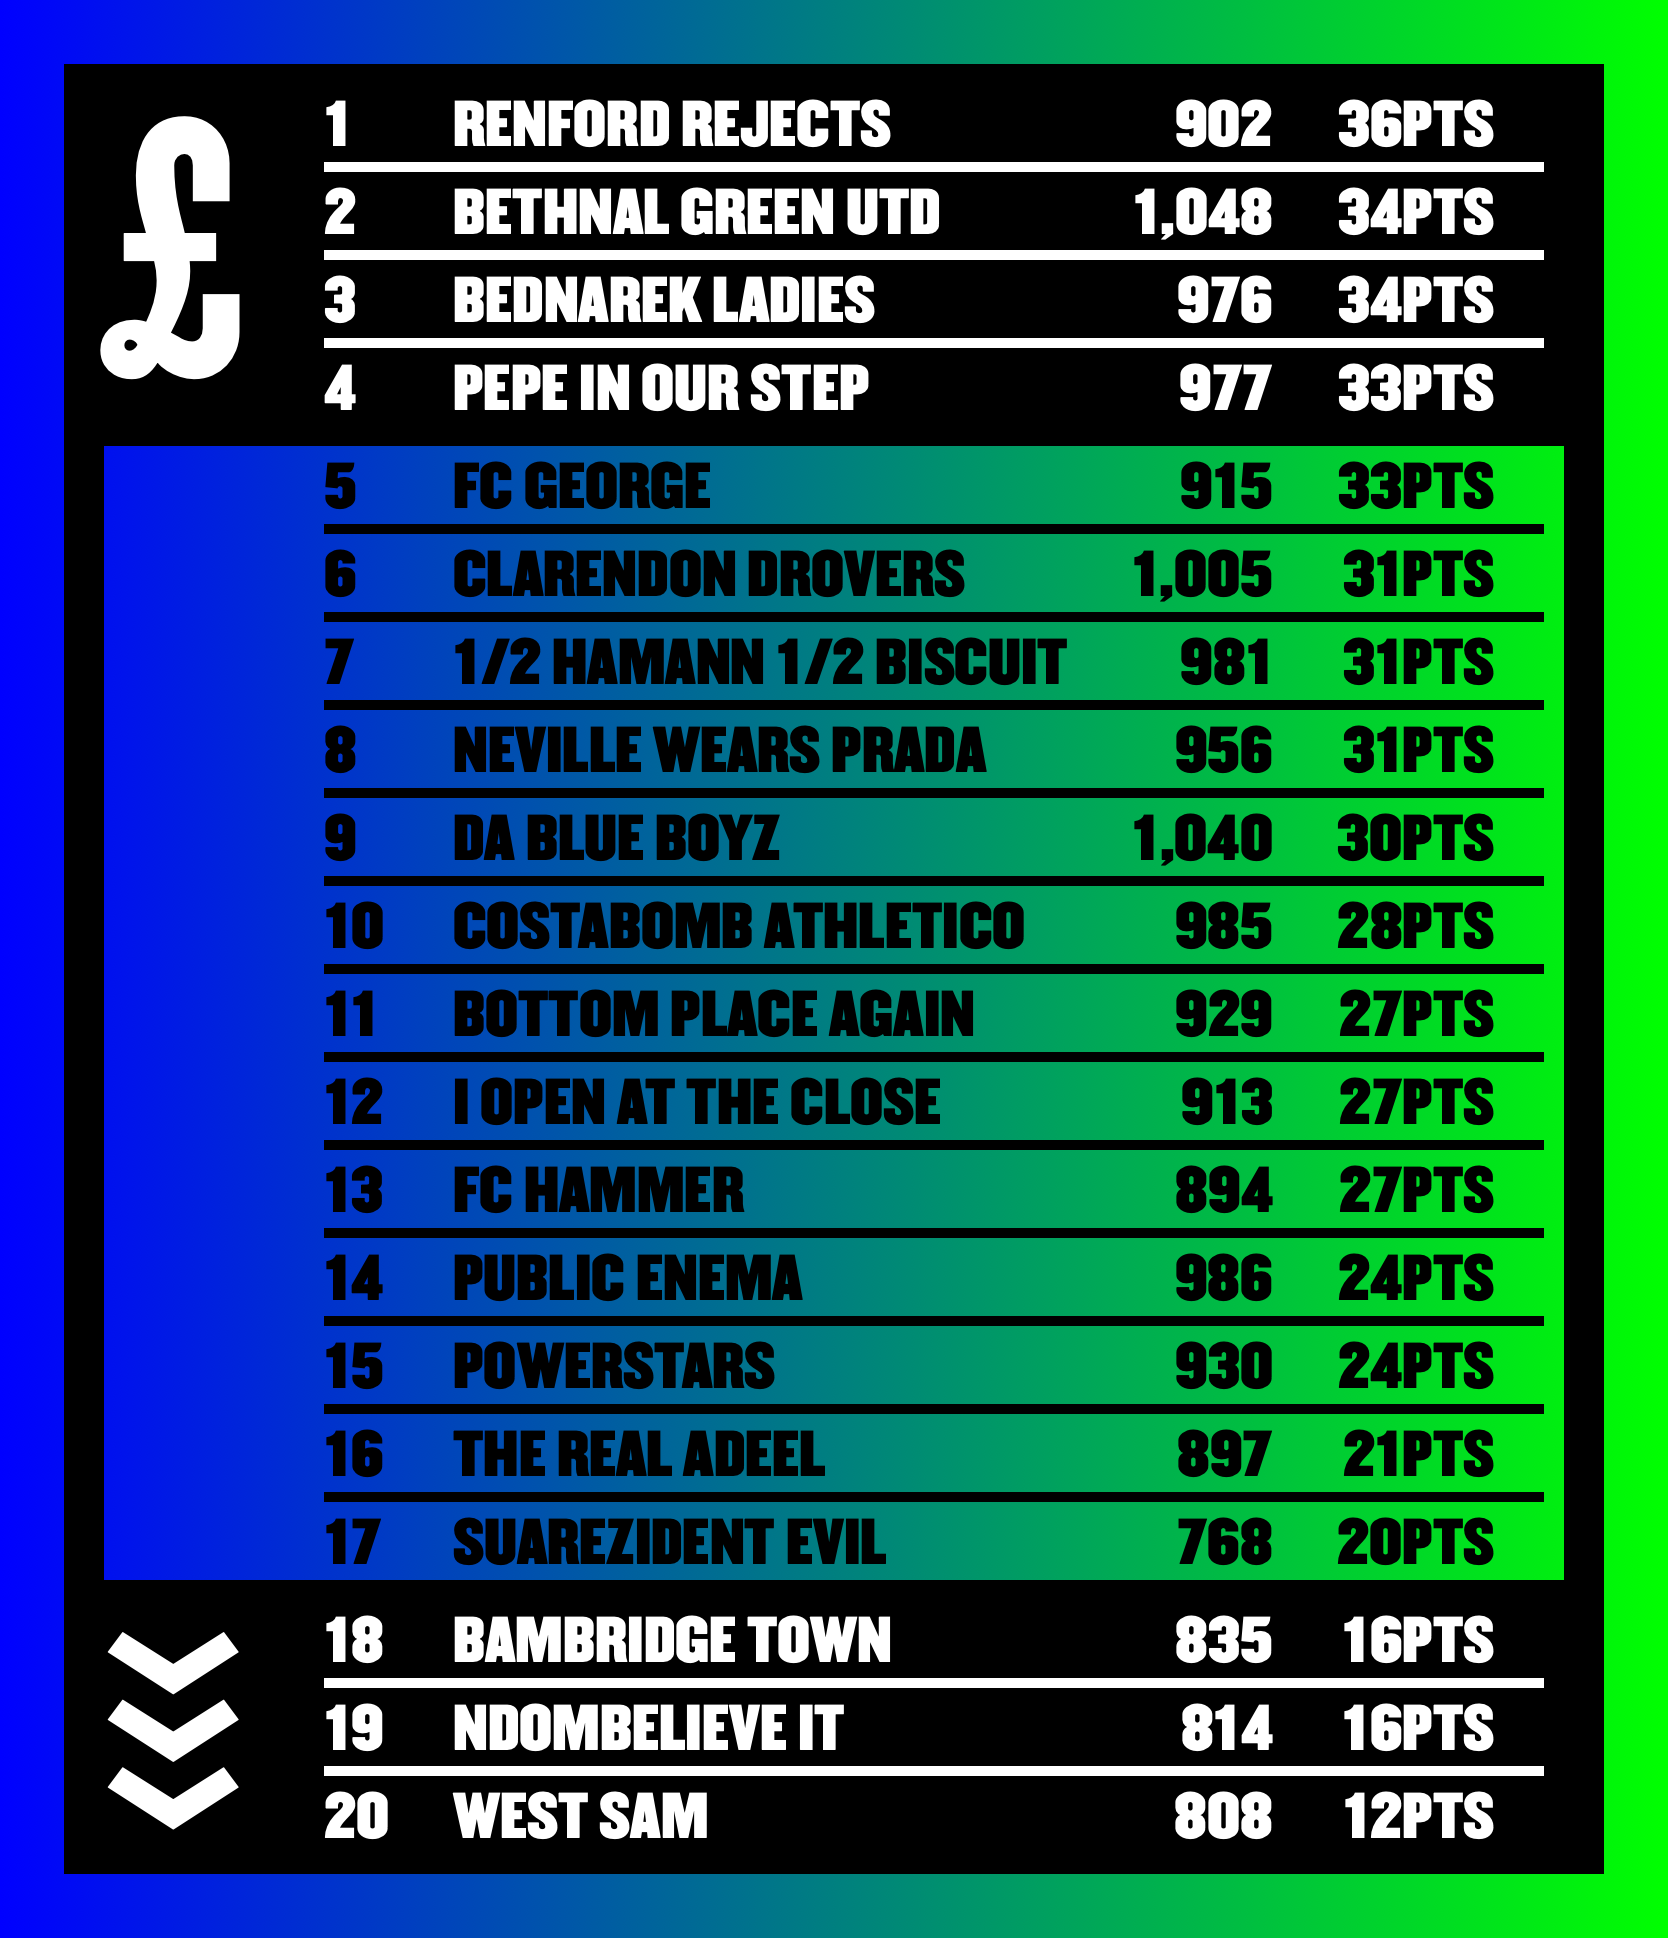 £
1 RENFORD REJECTS 902 36PTS
2 BETHNAL GREEN UTD 1,048 34PTS
3 BEDNAREK LADIES 976 34PTS
4 PEPE IN OUR STEP 977 33PTS
5 FC GEORGE 915 33PTS
6 CLARENDON DROVERS 1,005 31PTS
7 1/2 HAMANN 1/2 BISCUIT 981 31PTS
8 NEVILLE WEARS PRADA 956 31PTS
9 DA BLUE BOYZ 1,040 30PTS
10 COSTABOMB ATHLETICO 985 28PTS
11 BOTTOM PLACE AGAIN 929 27PTS
12 I OPEN AT THE CLOSE 913 27PTS
13 FC HAMMER 894 27PTS
14 PUBLIC ENEMA 986 24PTS
15 POWERSTARS 930 24PTS
16 THE REAL ADEEL 897 21PTS
17 SUAREZIDENT EVIL 768 20PTS
18 BAMBRIDGE TOWN 835 16PTS
19 NDOMBELIEVE IT 814 16PTS
20 WEST SAM 808 12PTS